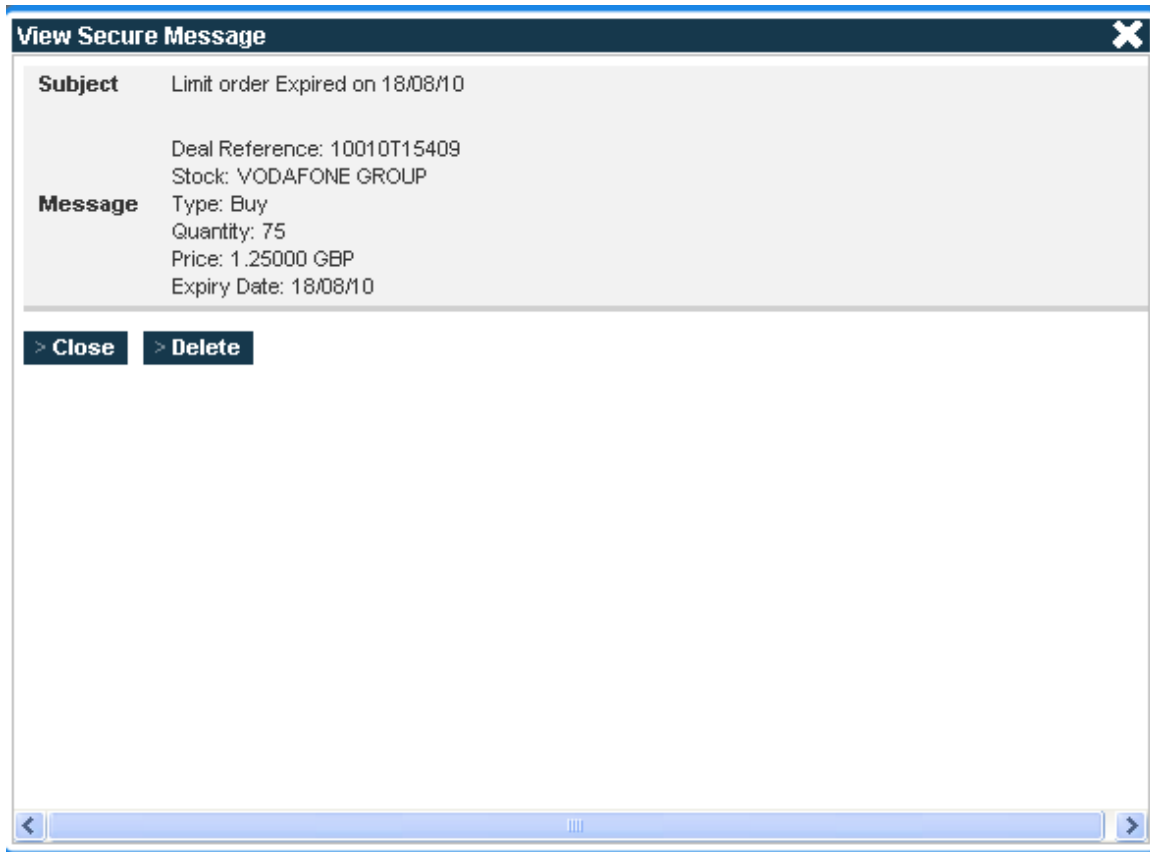 View Secure Message
Subject Limit order Expired on 18/08/10
Deal Reference: 10010T15409
Stock: VODAFONE GROUP
Message Type: Buy
Quantity: 75
Price: 1.25000 GBP
Expiry Date: 18/08/10
> Close > Delete